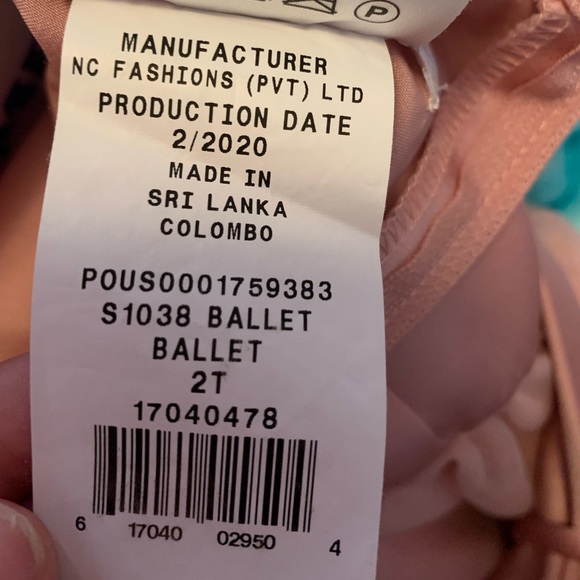 P
MANUFACTURER
NC FASHIONS (PVT) LTD
PRODUCTION DATE
2/2020
MADE IN
SRI LANKA
COLOMBO
POUS0001759383
S1038 BALLET
BALLET
2T
17040478
6 17040 02950 4